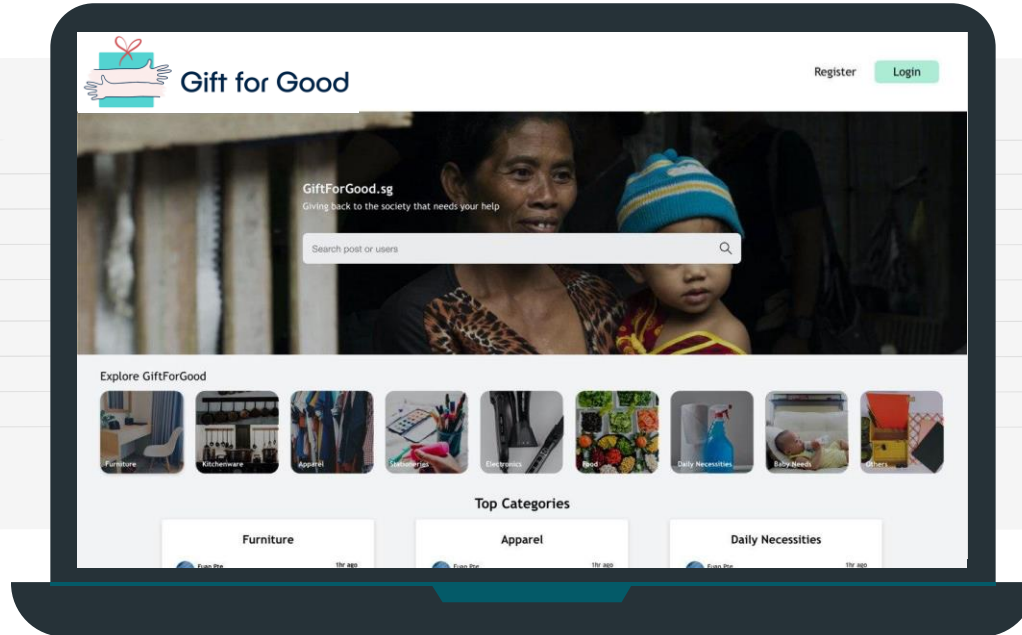 Gift for Good
Register
Login
GiftForGood.sg
Giving back to the society that needs your help
Search post or users
Explore GiftForGood
Furniture
Kitchenware
Apparel
Stationeries
Electronics
Food
Daily Necessities
Baby Needs
Others
Top Categories
Furniture
Apparel
Daily Necessities
1hr ago
1hr ago
1hr ago